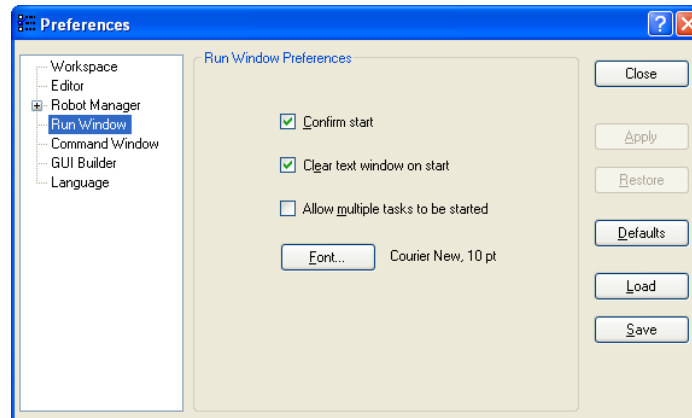 Preferences
Workspace
Editor
Robot Manager
Run Window
Command Window
GUI Builder
Language
Run Window Preferences
Confirm start
Clear text window on start
Allow multiple tasks to be started
Font... Courier New, 10 pt
Close
Apply
Restore
Defaults
Load
Save